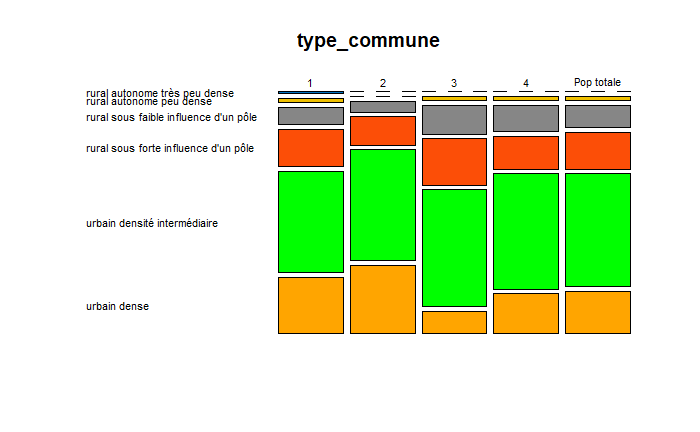 type_commune
1 2 3 4 Pop totale
rural autonome très peu dense
rural autonome peu dense
rural sous faible influence d'un pôle
rural sous forte influence d'un pôle
urbain densité intermédiaire
urbain dense